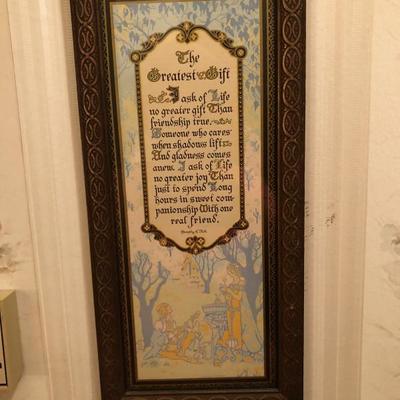 The
Greatest Gift
I ask of Life
no greater gift Than
friendship true,
Someone who cares
when shadows lift
And gladness comes
anew. I ask of Life
no greater joy Than
just to spend Long
hours in sweet com-
panionship With one
real friend.